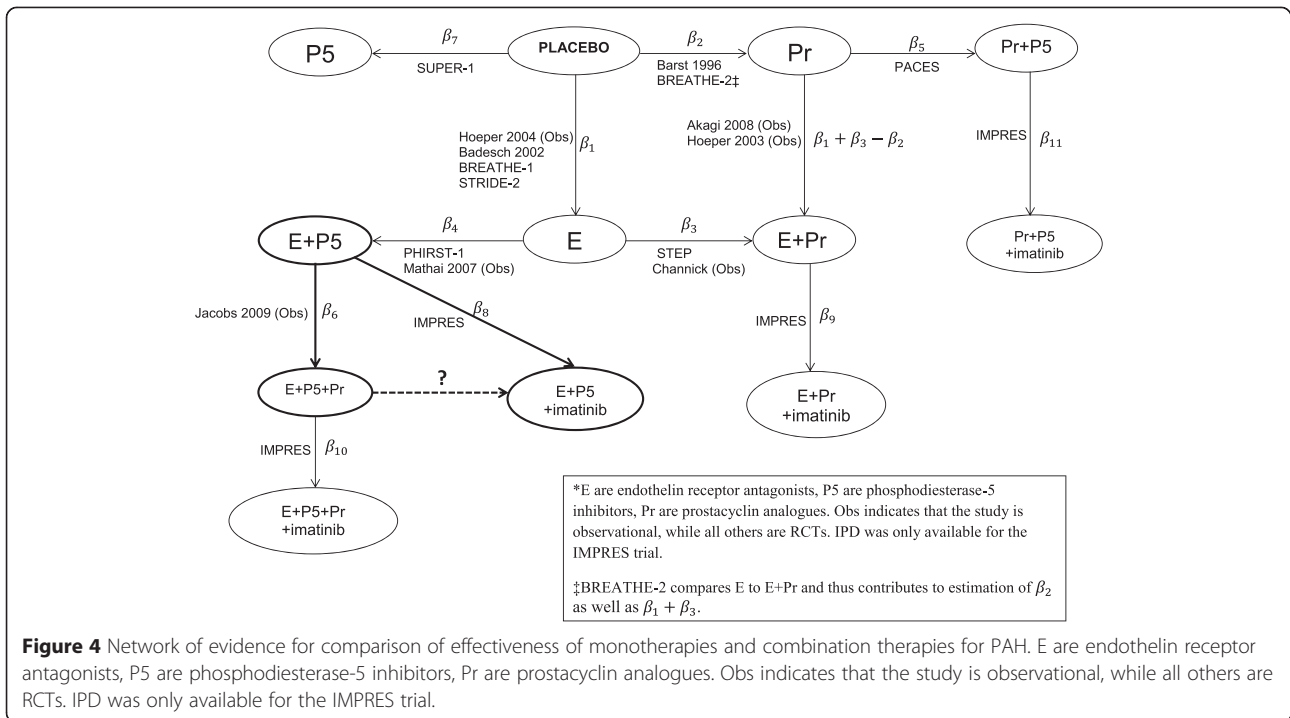 P5
β₇
SUPER-1
PLACEBO
β₂
Barst 1996
BREATHE-2‡
Pr
β₅
PACES
Pr+P5
Hoeper 2004 (Obs)
Badesch 2002
BREATHE-1
STRIDE-2
β₁
Akagi 2008 (Obs)
Hoeper 2003 (Obs)
β₁ + β₃ − β₂
IMPRES
β₁₁
E+P5
β₄
PHIRST-1
Mathai 2007 (Obs)
E
β₃
STEP
Channick (Obs)
E+Pr
Pr+P5
+imatinib
Jacobs 2009 (Obs)
β₆
IMPRES
β₈
IMPRES
β₉
E+P5+Pr
?
E+P5
+imatinib
E+Pr
+imatinib
IMPRES
β₁₀
E+P5+Pr
+imatinib
*E are endothelin receptor antagonists, P5 are phosphodiesterase-5
inhibitors, Pr are prostacyclin analogues. Obs indicates that the study is
observational, while all others are RCTs. IPD was only available for the
IMPRES trial.
‡BREATHE-2 compares E to E+Pr and thus contributes to estimation of β₂
as well as β₁ + β₃.
Figure 4 Network of evidence for comparison of effectiveness of monotherapies and combination therapies for PAH. E are endothelin receptor
antagonists, P5 are phosphodiesterase-5 inhibitors, Pr are prostacyclin analogues. Obs indicates that the study is observational, while all others are
RCTs. IPD was only available for the IMPRES trial.